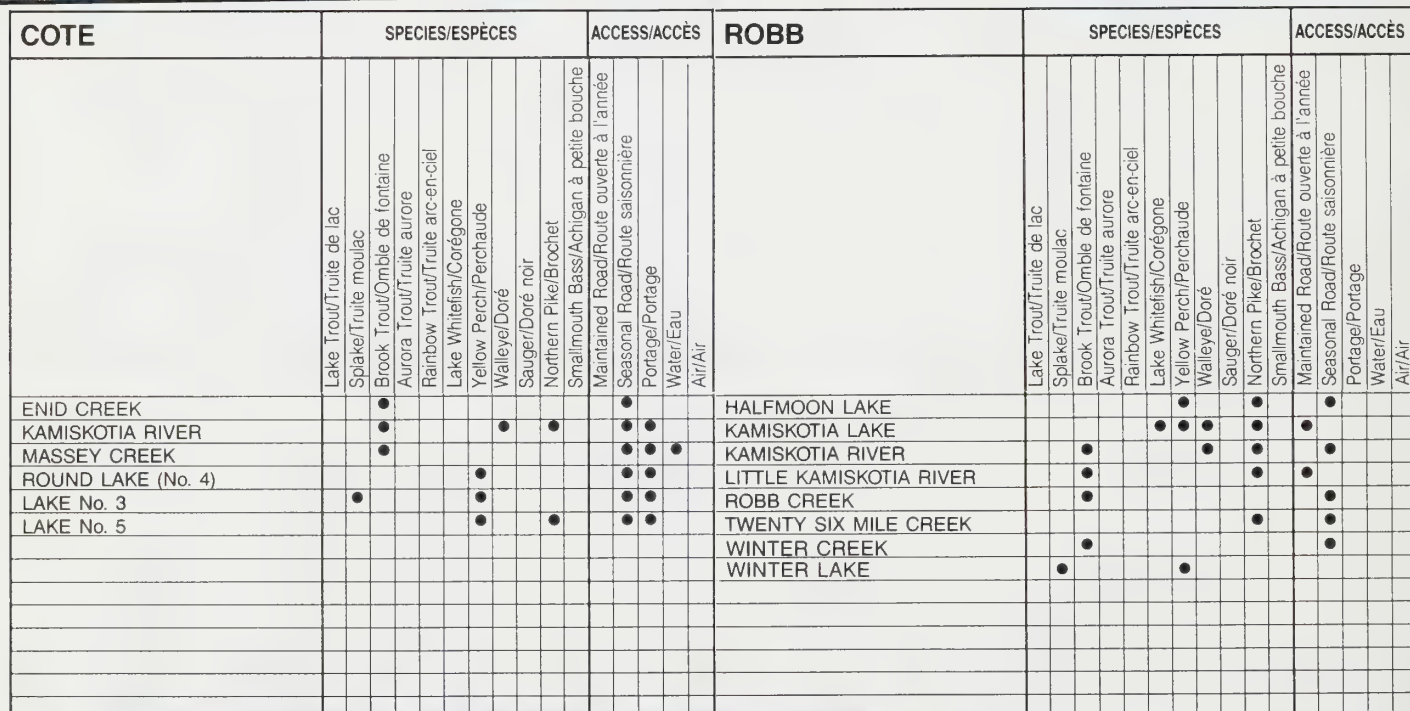 COTE
SPECIES/ESPÈCES
ACCESS/ACCÈS
Lake Trout/Truite de lac
Splake/Truite moulac
Brook Trout/Omble de fontaine
Aurora Trout/Truite aurore
Rainbow Trout/Truite arc-en-ciel
Lake Whitefish/Corégone
Yellow Perch/Perchaude
Walleye/Doré
Sauger/Doré noir
Northern Pike/Brochet
Smallmouth Bass/Achigan à petite bouche
Maintained Road/Route ouverte à l'année
Seasonal Road/Route saisonnière
Portage/Portage
Water/Eau
Air/Air
ENID CREEK
KAMISKOTIA RIVER
MASSEY CREEK
ROUND LAKE (No. 4)
LAKE No. 3
LAKE No. 5
ROBB
SPECIES/ESPÈCES
ACCESS/ACCÈS
Lake Trout/Truite de lac
Splake/Truite moulac
Brook Trout/Omble de fontaine
Aurora Trout/Truite aurore
Rainbow Trout/Truite arc-en-ciel
Lake Whitefish/Corégone
Yellow Perch/Perchaude
Walleye/Doré
Sauger/Doré noir
Northern Pike/Brochet
Smallmouth Bass/Achigan à petite bouche
Maintained Road/Route ouverte à l'année
Seasonal Road/Route saisonnière
Portage/Portage
Water/Eau
Air/Air
HALFMOON LAKE
KAMISKOTIA LAKE
KAMISKOTIA RIVER
LITTLE KAMISKOTIA RIVER
ROBB CREEK
TWENTY SIX MILE CREEK
WINTER CREEK
WINTER LAKE